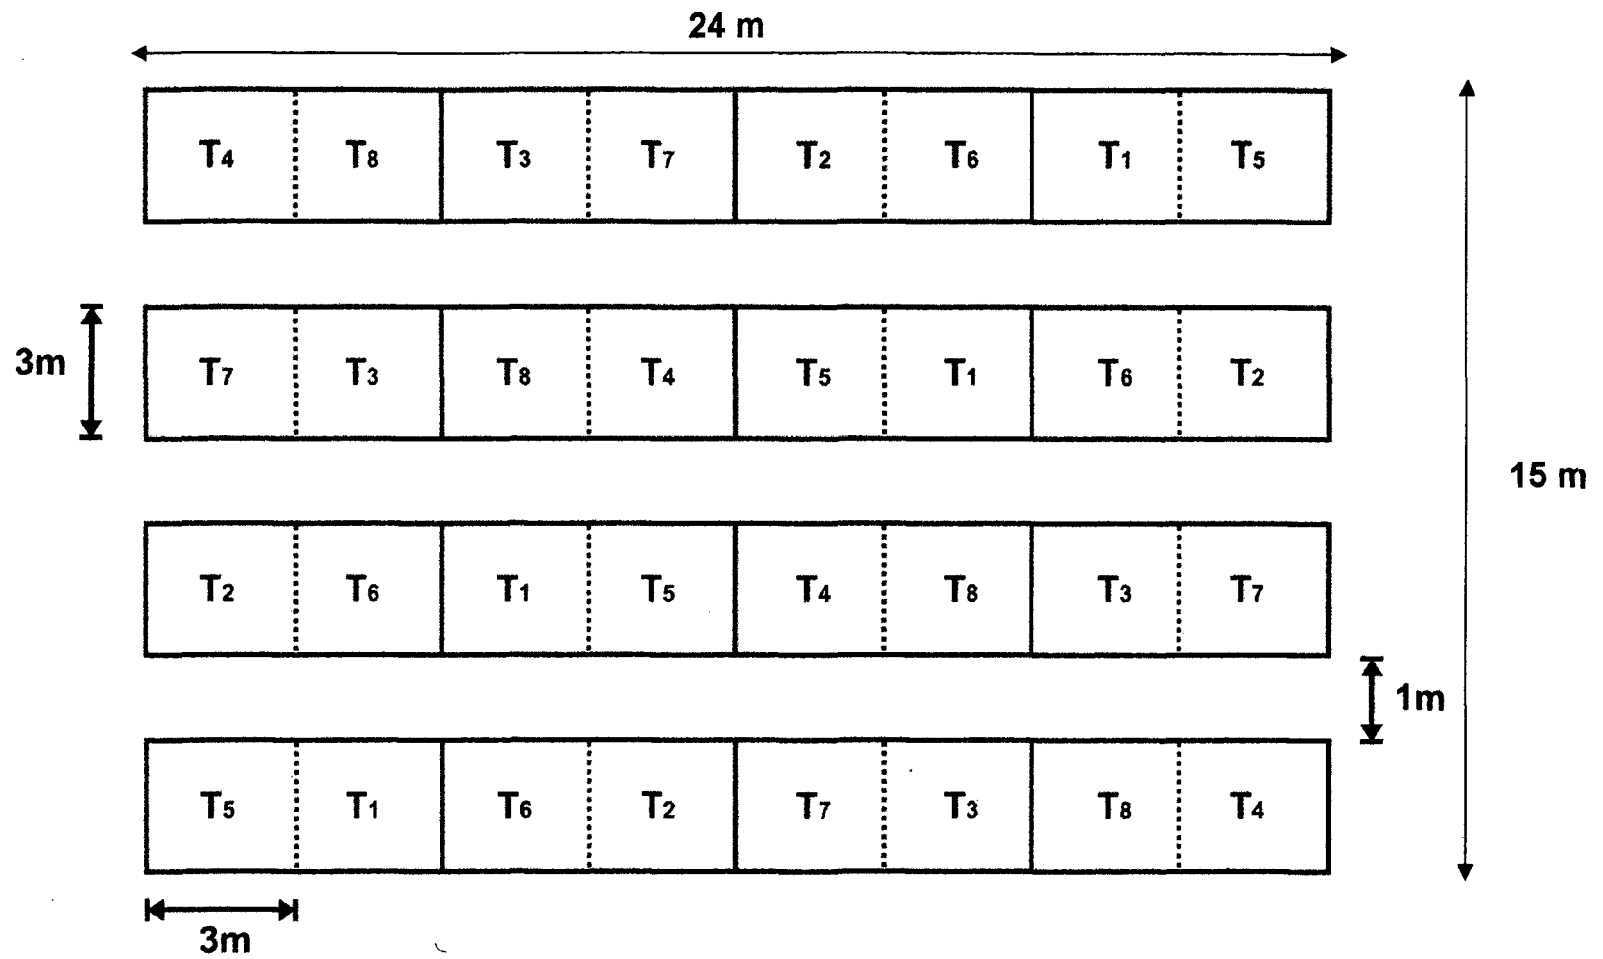 24 m
T4 T8 T3 T7 T2 T6 T1 T5
3m
T7 T3 T8 T4 T5 T1 T6 T2
15 m
T2 T6 T1 T5 T4 T8 T3 T7
1m
T5 T1 T6 T2 T7 T3 T8 T4
3m